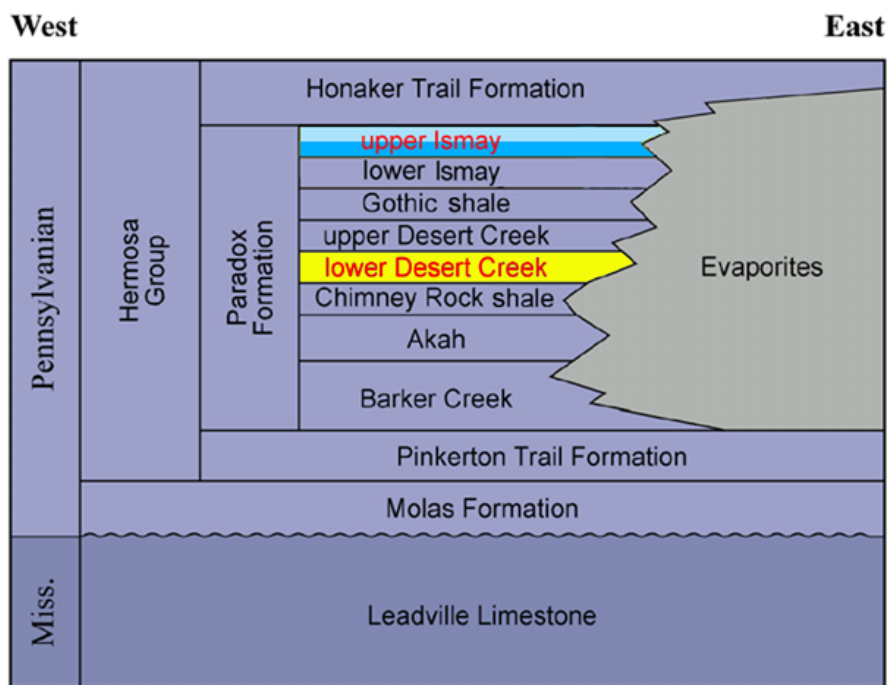 West
East
Honaker Trail Formation
upper Ismay
lower Ismay
Gothic shale
upper Desert Creek
lower Desert Creek
Chimney Rock shale
Akah
Barker Creek
Evaporites
Paradox
Formation
Hermosa
Group
Pennsylvanian
Pinkerton Trail Formation
Molas Formation
Miss.
Leadville Limestone